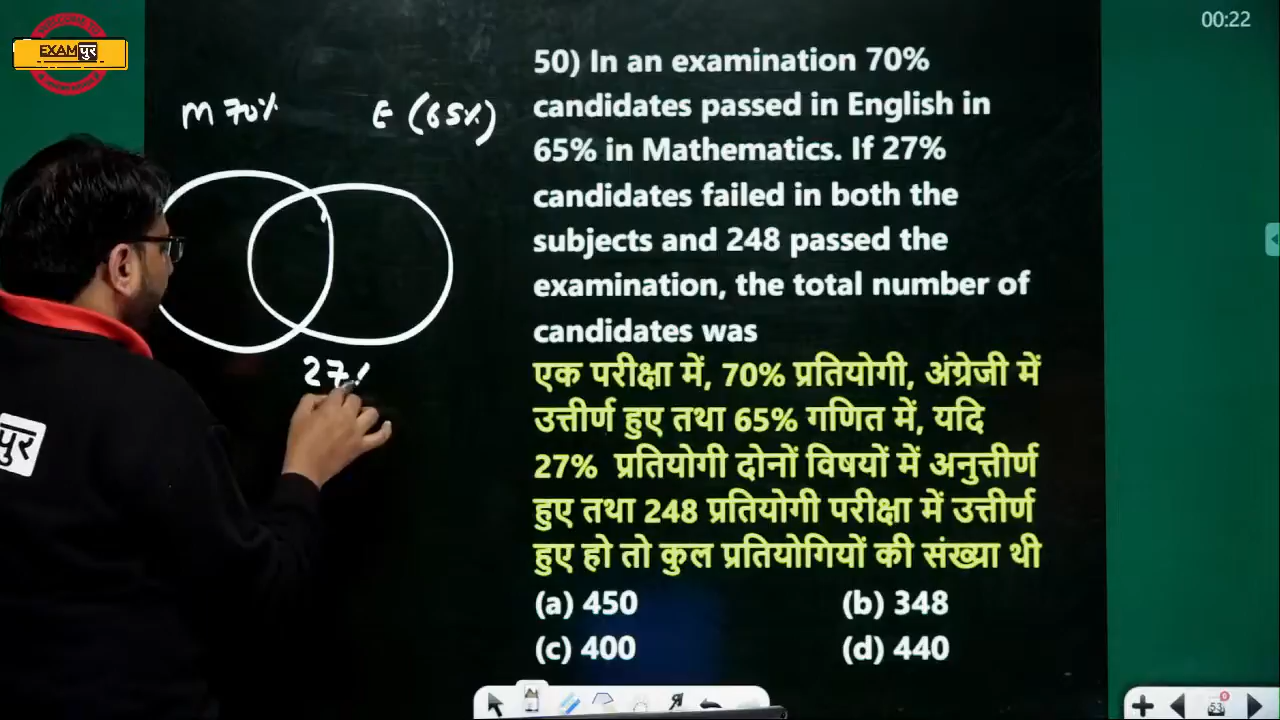 WELCOME TO
EXAMपुर
00:22
M 70% E (65%)
27%
पुर
50) In an examination 70%
candidates passed in English in
65% in Mathematics. If 27%
candidates failed in both the
subjects and 248 passed the
examination, the total number of
candidates was
एक परीक्षा में, 70% प्रतियोगी, अंग्रेजी में
उत्तीर्ण हुए तथा 65% गणित में, यदि
27% प्रतियोगी दोनों विषयों में अनुत्तीर्ण
हुए तथा 248 प्रतियोगी परीक्षा में उत्तीर्ण
हुए हो तो कुल प्रतियोगियों की संख्या थी
(a) 450 (b) 348
(c) 400 (d) 440
53